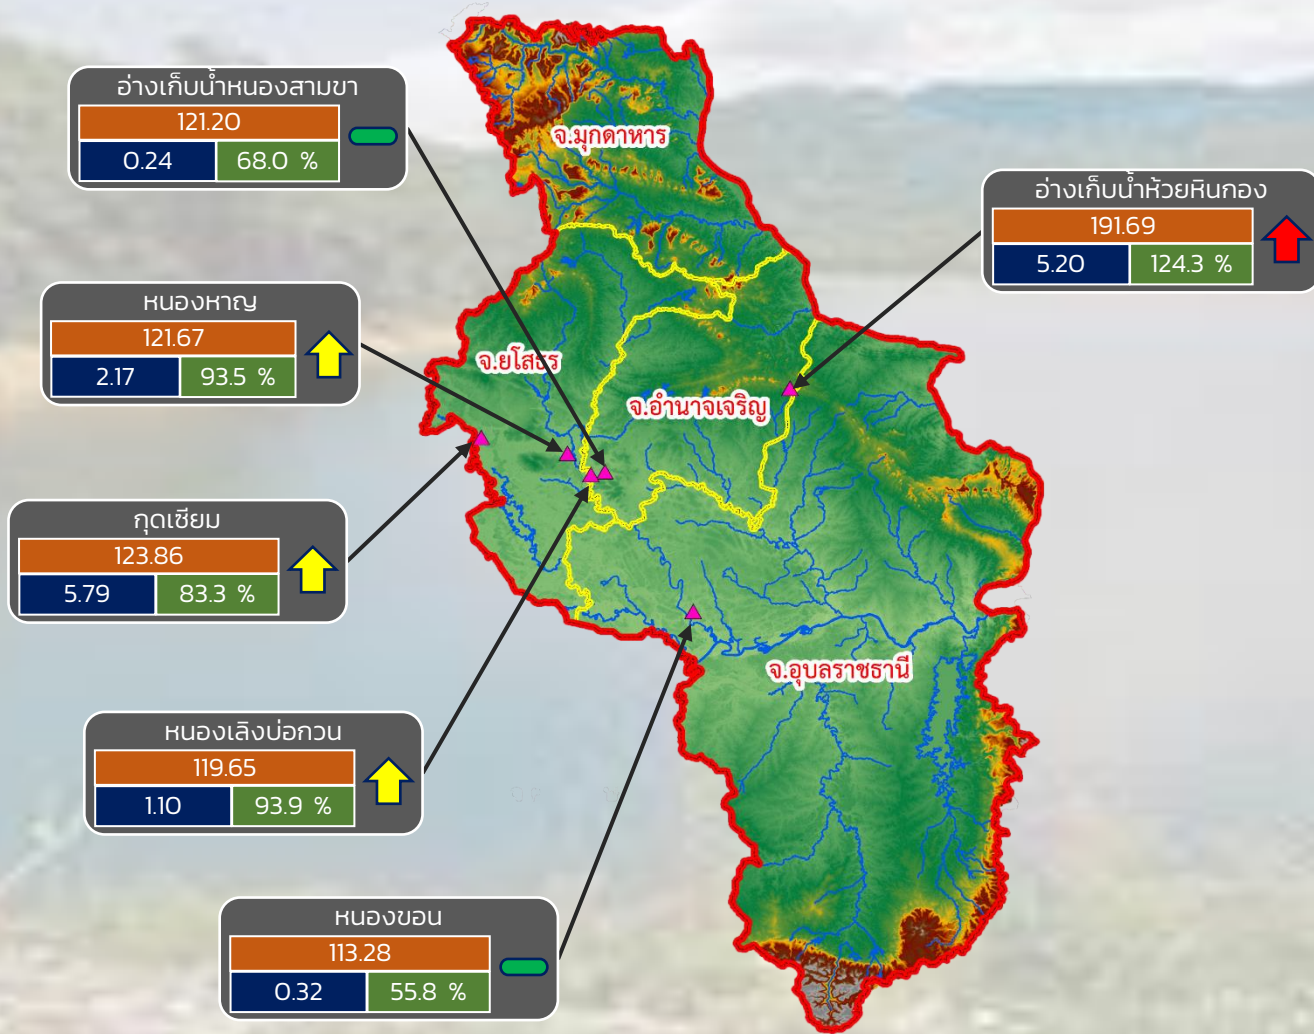 อ่างเก็บน้ำหนองสามขา
121.20
0.24 68.0 %
จ.มุกดาหาร
อ่างเก็บน้ำห้วยหินกอง
191.69
5.20 124.3 %
หนองหาญ
121.67
2.17 93.5 %
จ.ยโสธร
จ.อำนาจเจริญ
กุดเซียม
123.86
5.79 83.3 %
จ.อุบลราชธานี
หนองเลิงบ่อกวน
119.65
1.10 93.9 %
หนองขอน
113.28
0.32 55.8 %